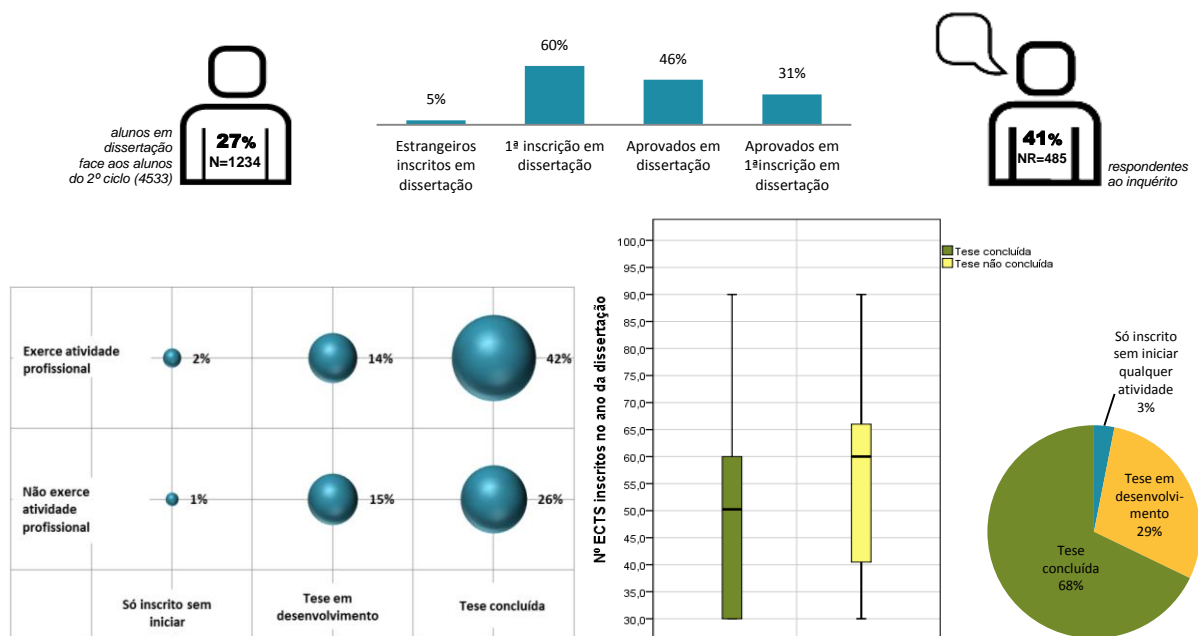 alunos em
dissertação
face aos alunos
do 2º ciclo (4533)
27%
N=1234
5%
60%
46%
31%
Estrangeiros
inscritos em
dissertação
1ª inscrição em
dissertação
Aprovados em
dissertação
Aprovados em
1ªinscrição em
dissertação
41%
NR=485
respondentes
ao inquérito
Exerce atividade
profissional
2%
14%
42%
Não exerce
atividade
profissional
1%
15%
26%
Só inscrito sem
iniciar
Tese em
desenvolvimento
Tese concluída
Nº ECTS inscritos no ano da dissertação
100,0
95,0
90,0
85,0
80,0
75,0
70,0
65,0
60,0
55,0
50,0
45,0
40,0
35,0
30,0
Tese concluída
Tese não concluída
Só inscrito
sem iniciar
qualquer
atividade
3%
Tese em
desenvolvi-
mento
29%
Tese
concluída
68%